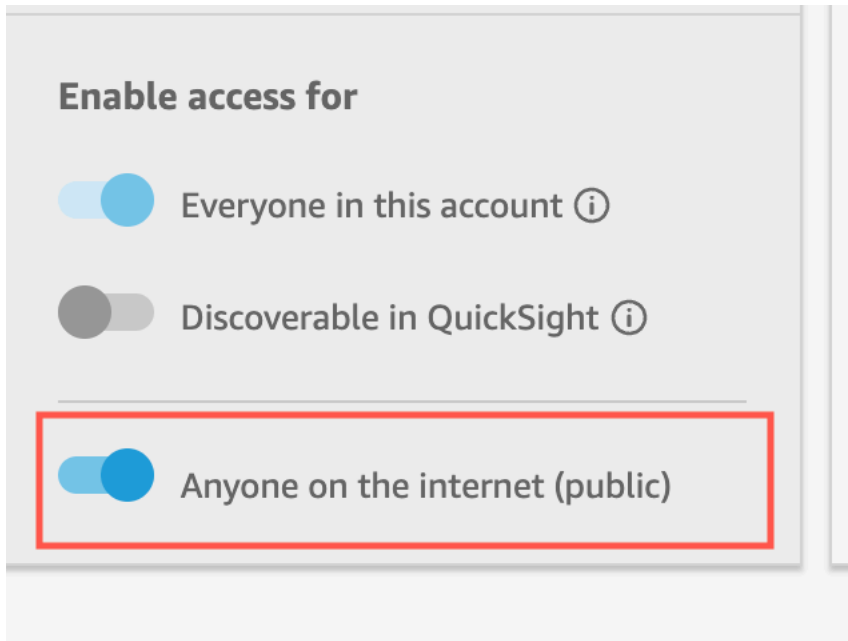 Enable access for
Everyone in this account
Discoverable in QuickSight
Anyone on the internet (public)